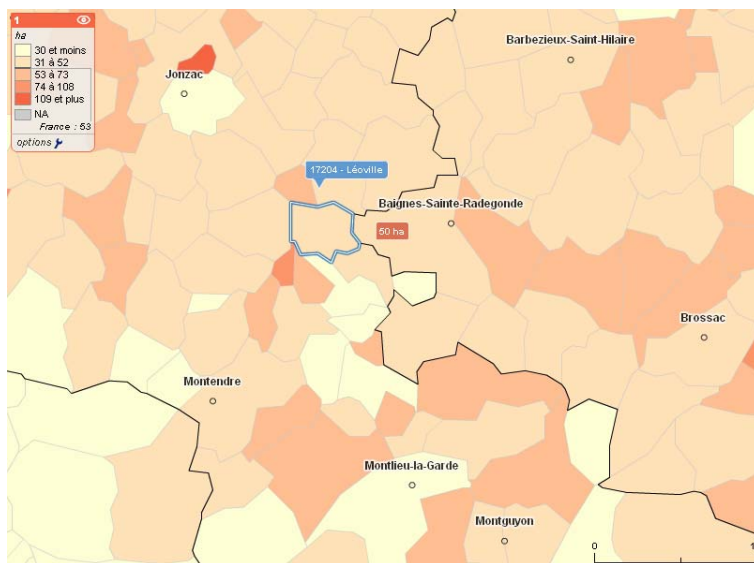 1
ha
30 et moins
31 à 52
53 à 73
74 à 108
109 et plus
NA
France : 53
options
Barbezieux-Saint-Hilaire
Jonzac
17204 - Léoville
Baignes-Sainte-Radegonde
50 ha
Brossac
Montendre
Montlieu-la-Garde
Montguyon
0
1